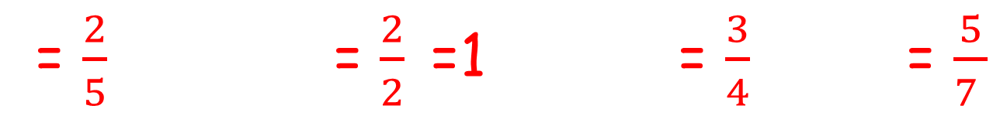 = 2/5 = 2/2 = 1 = 3/4 = 5/7